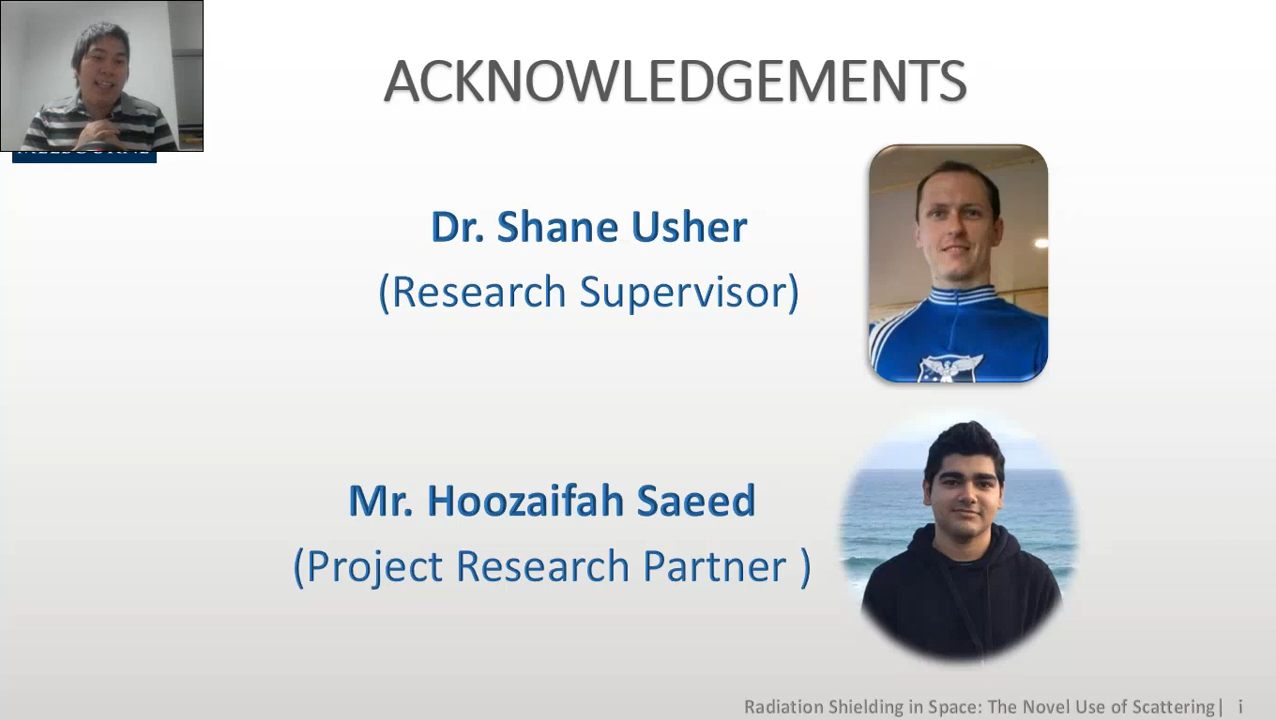 ACKNOWLEDGEMENTS
Dr. Shane Usher
(Research Supervisor)
Mr. Hoozaifah Saeed
(Project Research Partner )
Radiation Shielding in Space: The Novel Use of Scattering| i